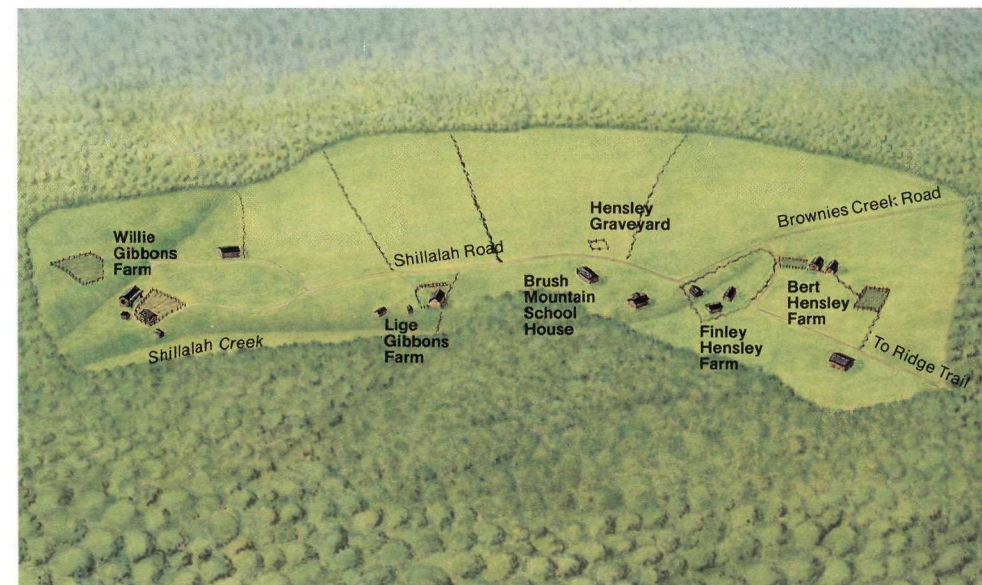 Willie
Gibbons
Farm
Shillalah Creek
Shillalah Road
Lige
Gibbons
Farm
Hensley
Graveyard
Brush
Mountain
School
House
Brownies Creek Road
Finley
Hensley
Farm
Bert
Hensley
Farm
To Ridge Trail